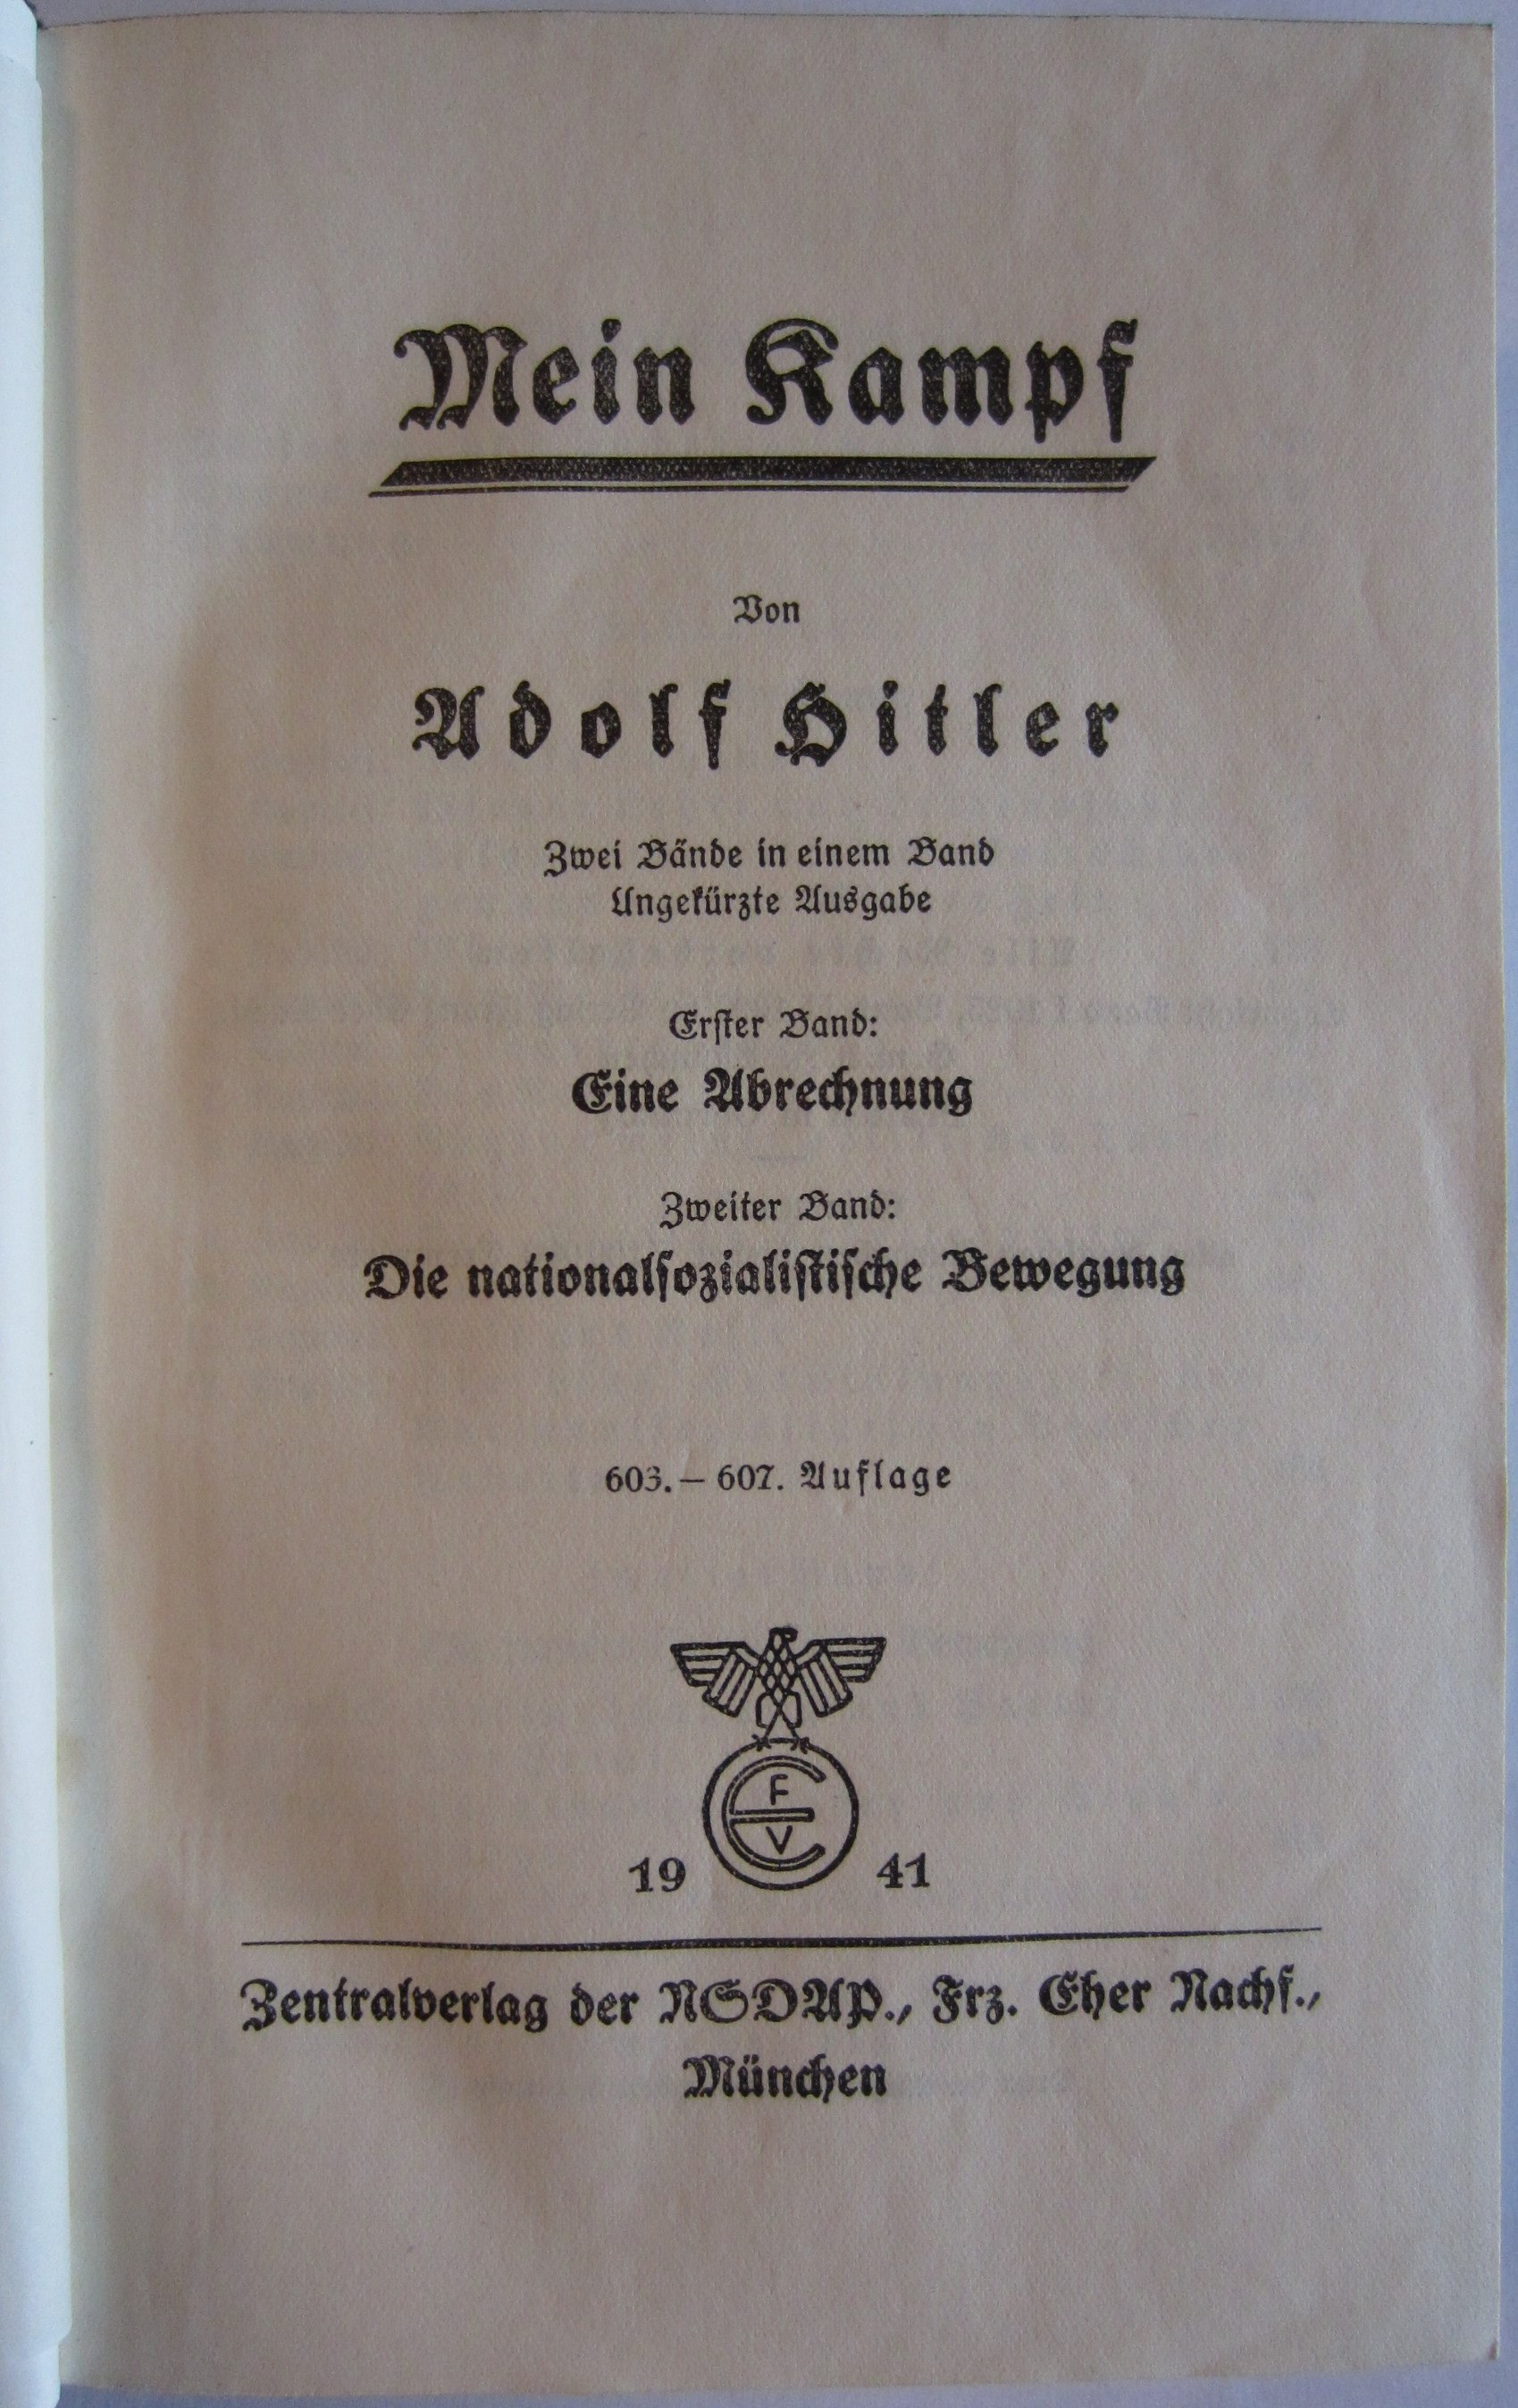 Mein Kampf
Von
Adolf Hitler
Zwei Bände in einem Band
Ungekürzte Ausgabe
Erſter Band:
Eine Abrechnung
Zweiter Band:
Die nationalſozialiſtiſche Bewegung
603.— 607. Auflage
F
E
V
19 41
Zentralverlag der NSDAP., Frz. Eher Nachf.,
München